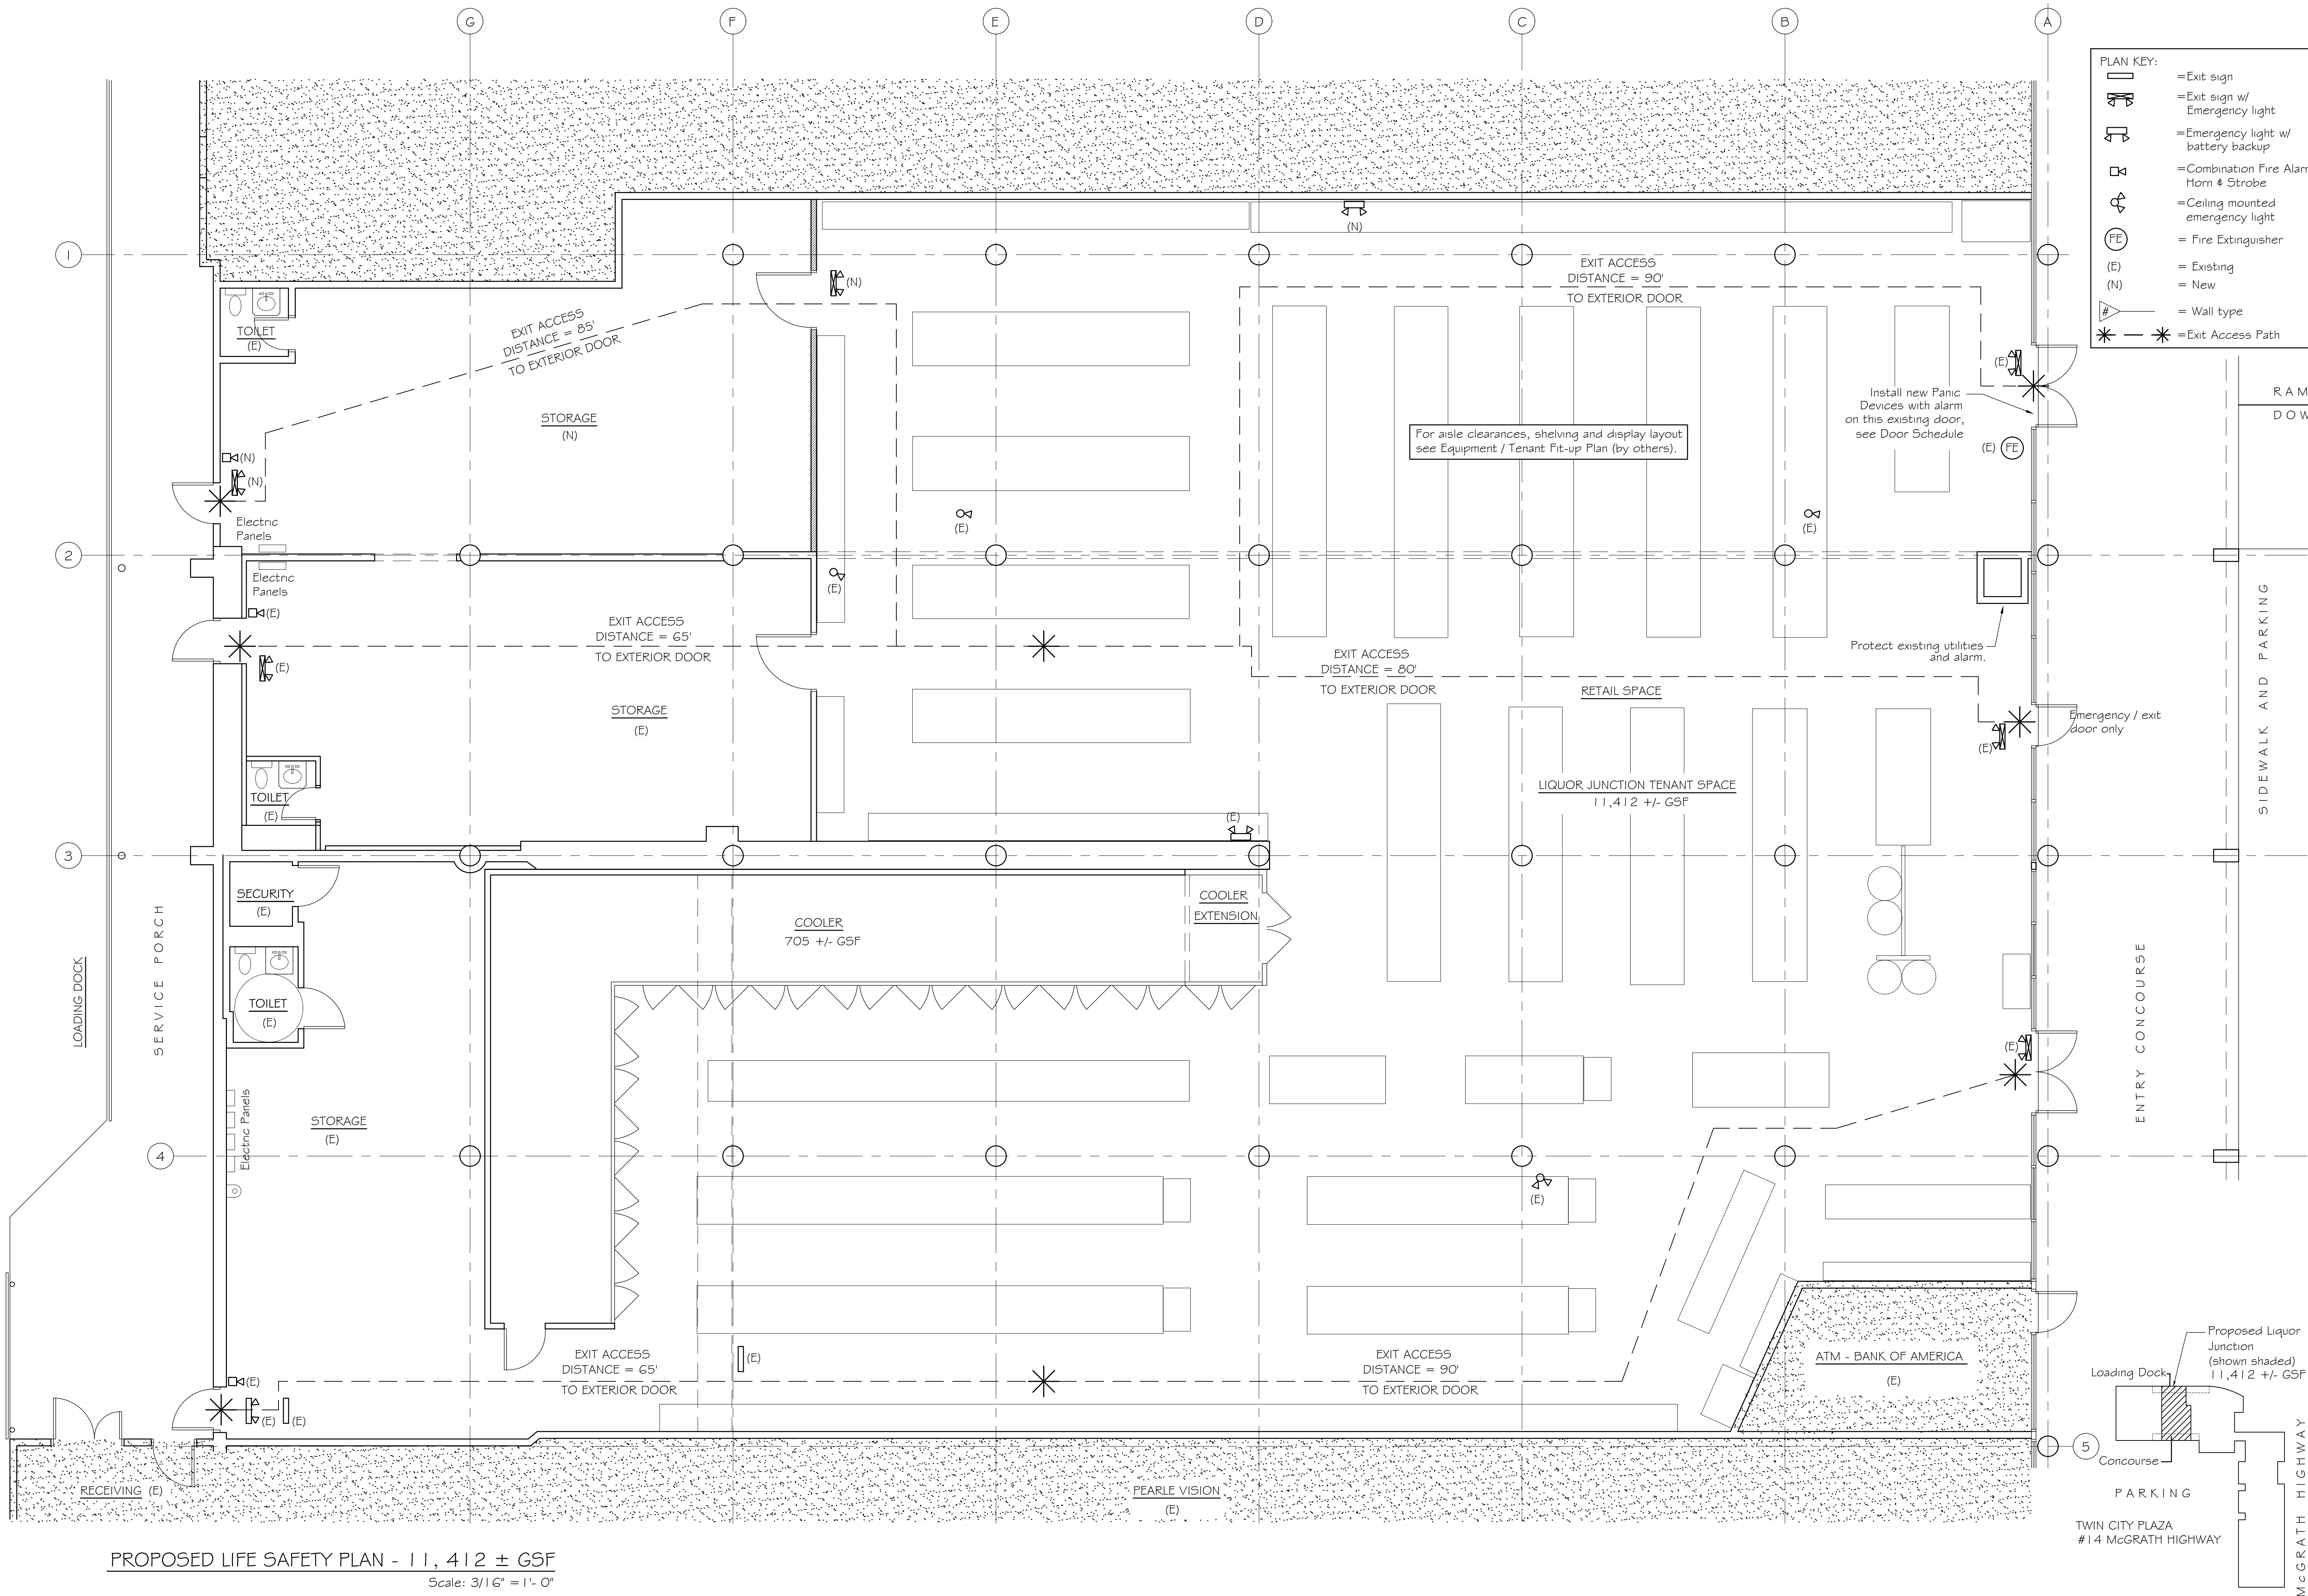 G
F
E
D
C
B
A
PLAN KEY:
=Exit sign
=Exit sign w/
Emergency light
=Emergency light w/
battery backup
=Combination Fire Alarm
Horn & Strobe
=Ceiling mounted
emergency light
FE
= Fire Extinguisher
(E)
= Existing
(N)
= New
#
= Wall type
=Exit Access Path
1
(N)
EXIT ACCESS
DISTANCE = 90'
TO EXTERIOR DOOR
(N)
TOILET
(E)
EXIT ACCESS
DISTANCE = 85'
TO EXTERIOR DOOR
(E)
Install new Panic
Devices with alarm
on this existing door,
see Door Schedule
STORAGE
(N)
For aisle clearances, shelving and display layout
see Equipment / Tenant Fit-up Plan (by others).
(E)
FE
(N)
(N)
Electric
Panels
(E)
(E)
2
Electric
Panels
(E)
(E)
EXIT ACCESS
DISTANCE = 65'
TO EXTERIOR DOOR
(E)
EXIT ACCESS
DISTANCE = 80'
TO EXTERIOR DOOR
Protect existing utilities
and alarm.
RETAIL SPACE
STORAGE
(E)
Emergency / exit
door only
(E)
SIDEWALK AND PARKING
TOILET
(E)
LIQUOR JUNCTION TENANT SPACE
11,412 +/- GSF
(E)
3
SECURITY
(E)
COOLER
705 +/- GSF
COOLER
EXTENSION
LOADING DOCK
SERVICE PORCH
TOILET
(E)
ENTRY CONCOURSE
(E)
Electric Panels
STORAGE
(E)
4
(E)
EXIT ACCESS
DISTANCE = 65'
TO EXTERIOR DOOR
(E)
EXIT ACCESS
DISTANCE = 90'
TO EXTERIOR DOOR
ATM - BANK OF AMERICA
(E)
(E)
(E)
(E)
5
RECEIVING (E)
PEARLE VISION
(E)
Proposed Liquor
Junction
(shown shaded)
11,412 +/- GSF
Loading Dock
Concourse
PARKING
TWIN CITY PLAZA
#14 McGRATH HIGHWAY
McGRATH HIGHWAY
PROPOSED LIFE SAFETY PLAN - 11, 412 ± GSF
Scale: 3/16" =1'- 0"